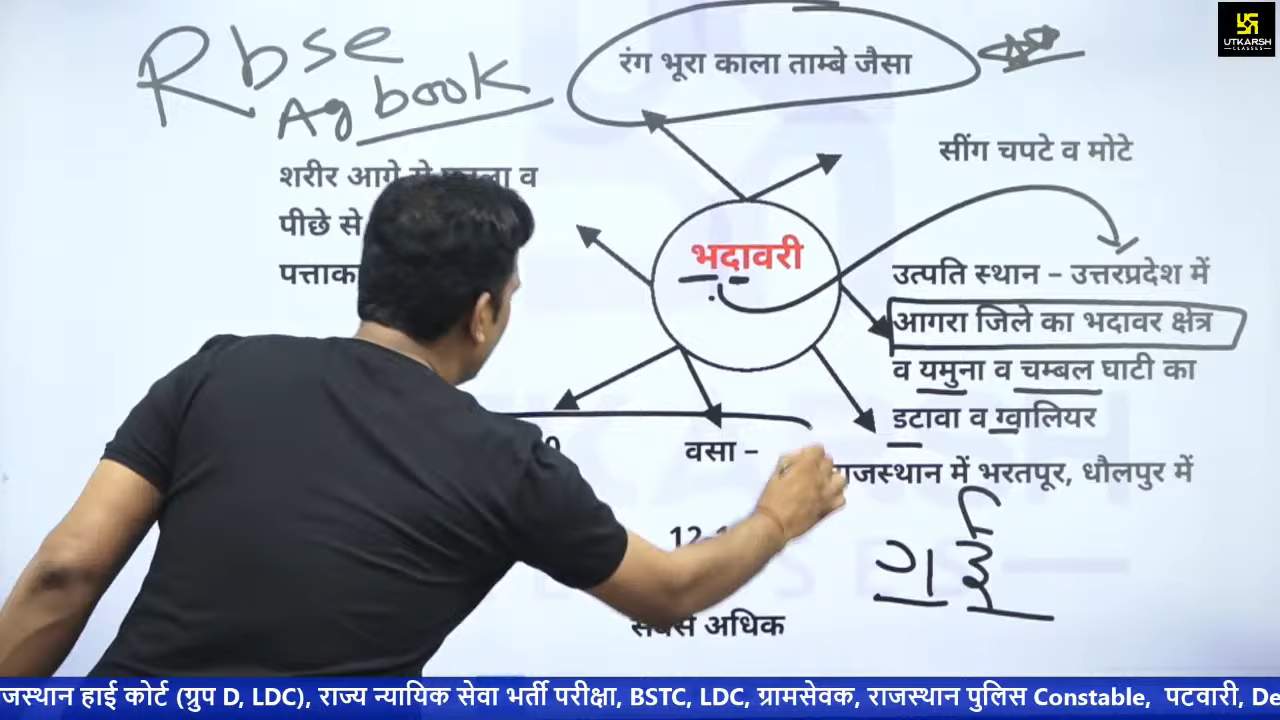 Rbse
Ag book
UTKARSH
CLASSES
रंग भूरा काला ताम्बे जैसा
सींग चपटे व मोटे
शरीर आगे से पतला व
पीछे से
भदावरी
उत्पति स्थान – उत्तरप्रदेश में
आगरा जिले का भदावर क्षेत्र
व यमुना व चम्बल घाटी का
डटावा व ग्वालियर
वसा –
राजस्थान में भरतपूर, धौलपुर में
सबसे अधिक
जस्थान हाई कोर्ट (ग्रुप D, LDC), राज्य न्यायिक सेवा भर्ती परीक्षा, BSTC, LDC, ग्रामसेवक, राजस्थान पुलिस Constable, पटवारी, De